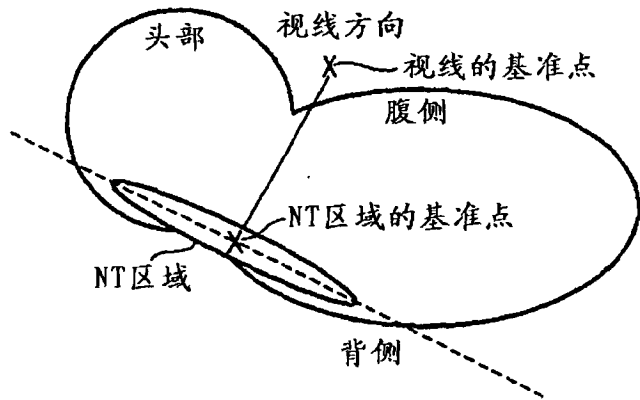 头部
视线方向
视线的基准点
腹侧
NT区域的基准点
NT区域
背侧